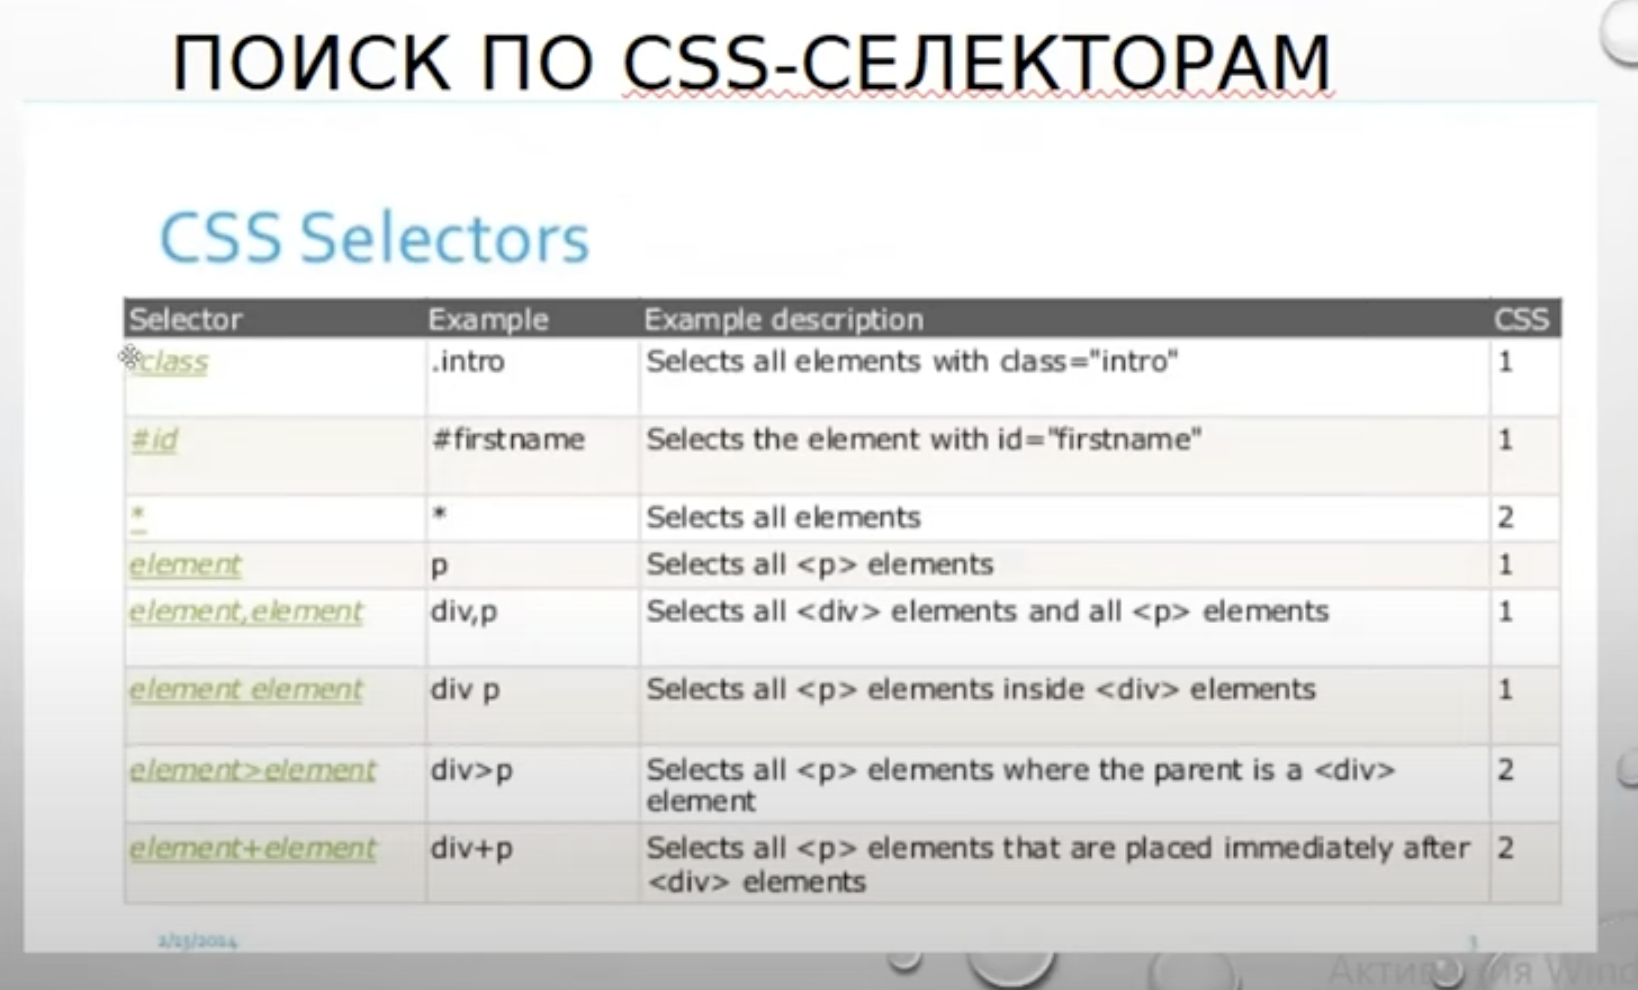 ПОИСК ПО CSS-СЕЛЕКТОРАМ
CSS Selectors
Selector Example Example description CSS
.class .intro Selects all elements with class="intro" 1
#id #firstname Selects the element with id="firstname" 1
* * Selects all elements 2
element p Selects all <p> elements 1
element,element div,p Selects all <div> elements and all <p> elements 1
element element div p Selects all <p> elements inside <div> elements 1
element>element div>p Selects all <p> elements where the parent is a <div> 2
element
element+element div+p Selects all <p> elements that are placed immediately after 2
<div> elements
3